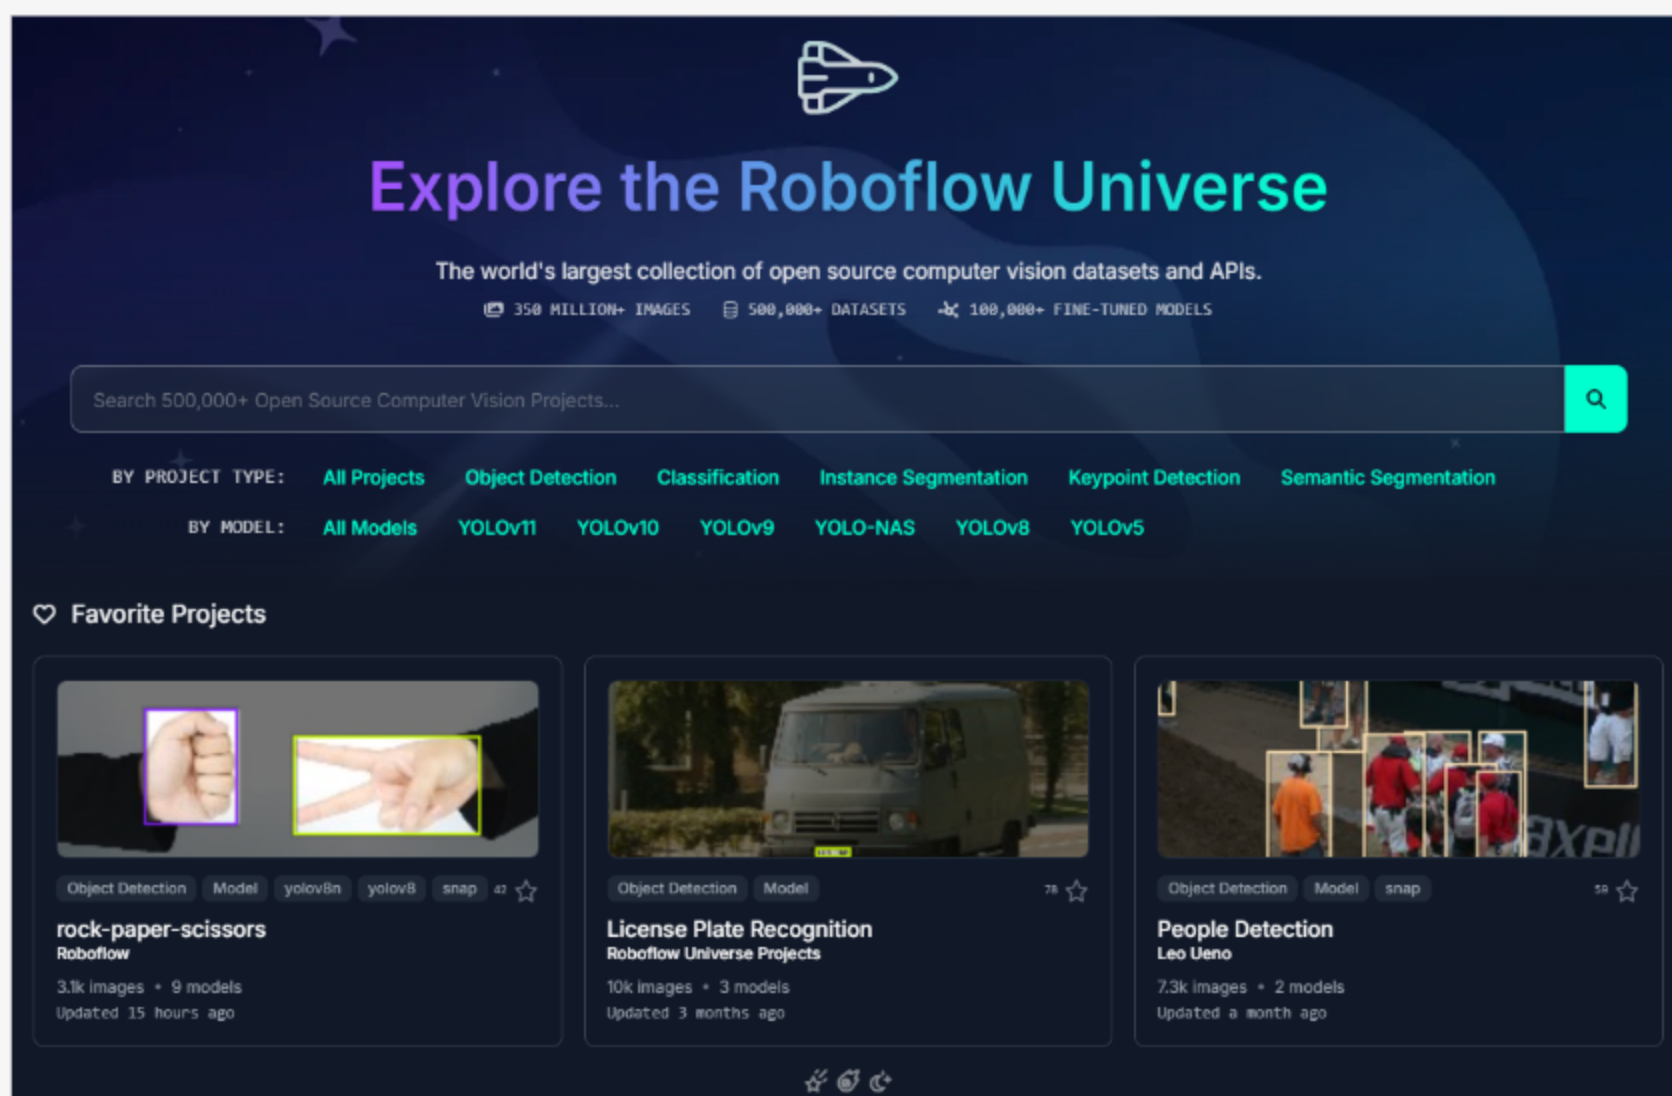 Explore the Roboflow Universe
The world's largest collection of open source computer vision datasets and APIs.
350 MILLION+ IMAGES 500,000+ DATASETS 100,000+ FINE-TUNED MODELS
Search 500,000+ Open Source Computer Vision Projects...
BY PROJECT TYPE: All Projects Object Detection Classification Instance Segmentation Keypoint Detection Semantic Segmentation
BY MODEL: All Models YOLOv11 YOLOv10 YOLOv9 YOLO-NAS YOLOv8 YOLOv5
Favorite Projects
Object Detection Model yolov8n yolov8 snap 42
rock-paper-scissors
Roboflow
3.1k images • 9 models
Updated 15 hours ago
Object Detection Model 78
License Plate Recognition
Roboflow Universe Projects
10k images • 3 models
Updated 3 months ago
Object Detection Model snap 59
People Detection
Leo Ueno
7.3k images • 2 models
Updated a month ago